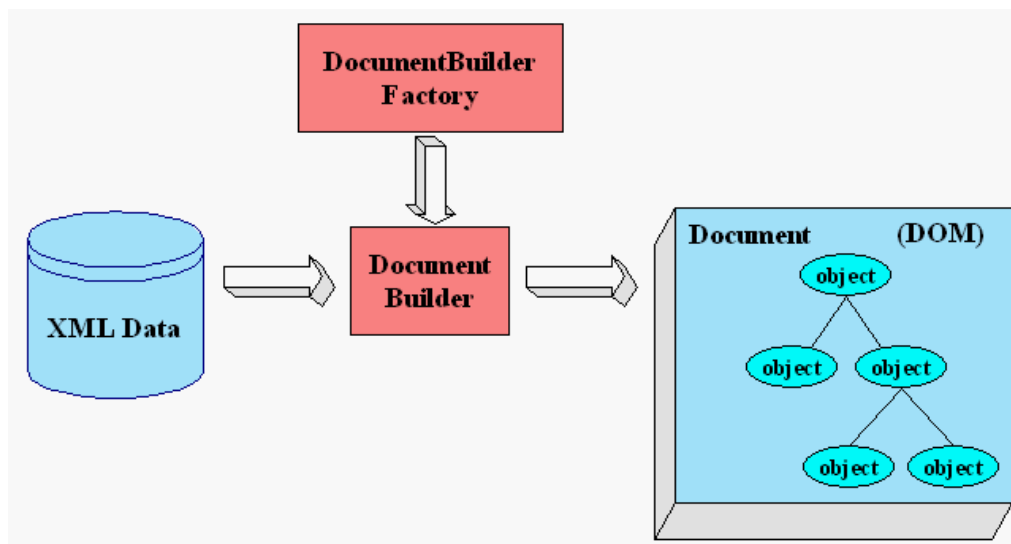 DocumentBuilder
Factory
XML Data
Document
Builder
Document (DOM)
object
object
object
object
object